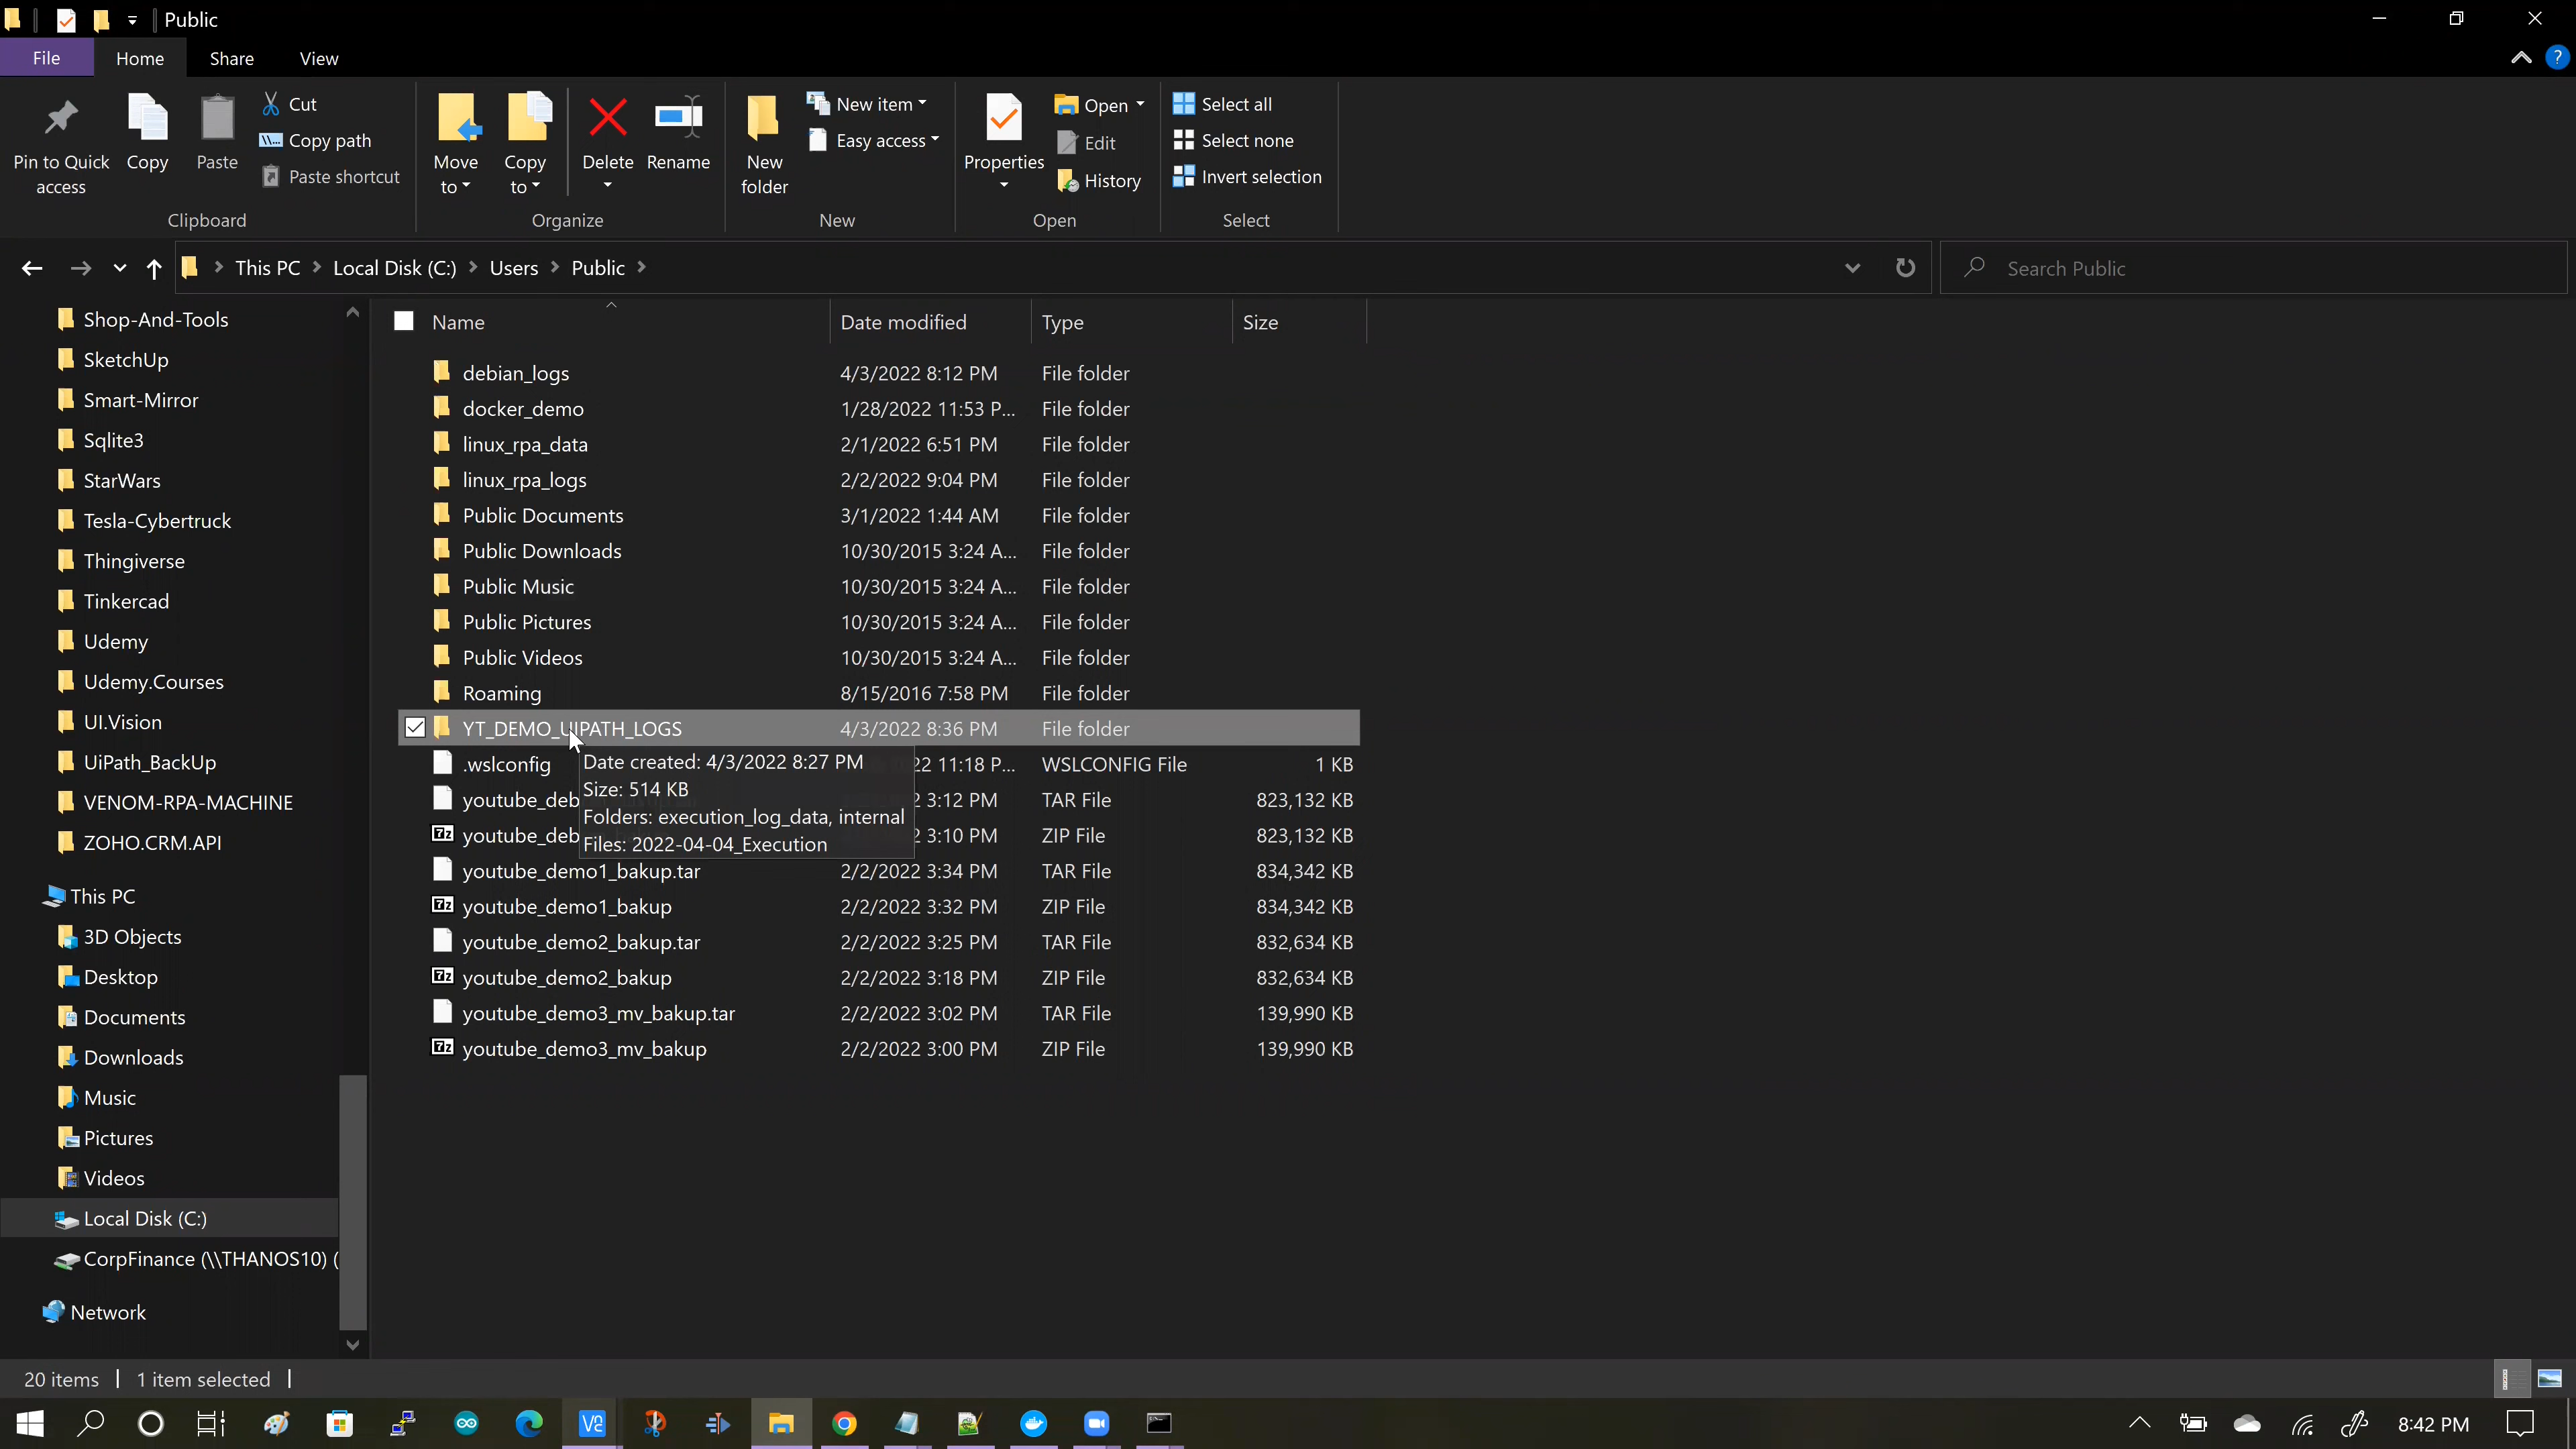 Public
File Home Share View
Pin to Quick access Copy Paste Cut Copy path Paste shortcut
Clipboard
Move to Copy to Delete Rename
Organize
New folder New item Easy access
New
Properties Open Edit History
Open
Select all Select none Invert selection
Select
This PC Local Disk (C:) Users Public
Search Public
Shop-And-Tools
SketchUp
Smart-Mirror
Sqlite3
StarWars
Tesla-Cybertruck
Thingiverse
Tinkercad
Udemy
Udemy.Courses
UI.Vision
UiPath_BackUp
VENOM-RPA-MACHINE
ZOHO.CRM.API
This PC
3D Objects
Desktop
Documents
Downloads
Music
Pictures
Videos
Local Disk (C:)
CorpFinance (\\THANOS10) (
Network
Name Date modified Type Size
debian_logs 4/3/2022 8:12 PM File folder
docker_demo 1/28/2022 11:53 P... File folder
linux_rpa_data 2/1/2022 6:51 PM File folder
linux_rpa_logs 2/2/2022 9:04 PM File folder
Public Documents 3/1/2022 1:44 AM File folder
Public Downloads 10/30/2015 3:24 A... File folder
Public Music 10/30/2015 3:24 A... File folder
Public Pictures 10/30/2015 3:24 A... File folder
Public Videos 10/30/2015 3:24 A... File folder
Roaming 8/15/2016 7:58 PM File folder
YT_DEMO_UIPATH_LOGS 4/3/2022 8:36 PM File folder
.wslconfig 22 11:18 P... WSLCONFIG File 1 KB
youtube_deb 2 3:12 PM TAR File 823,132 KB
youtube_deb 2 3:10 PM ZIP File 823,132 KB
Date created: 4/3/2022 8:27 PM
Size: 514 KB
Folders: execution_log_data, internal
Files: 2022-04-04_Execution
youtube_demo1_bakup.tar 2/2/2022 3:34 PM TAR File 834,342 KB
youtube_demo1_bakup 2/2/2022 3:32 PM ZIP File 834,342 KB
youtube_demo2_bakup.tar 2/2/2022 3:25 PM TAR File 832,634 KB
youtube_demo2_bakup 2/2/2022 3:18 PM ZIP File 832,634 KB
youtube_demo3_mv_bakup.tar 2/2/2022 3:02 PM TAR File 139,990 KB
youtube_demo3_mv_bakup 2/2/2022 3:00 PM ZIP File 139,990 KB
20 items 1 item selected
8:42 PM